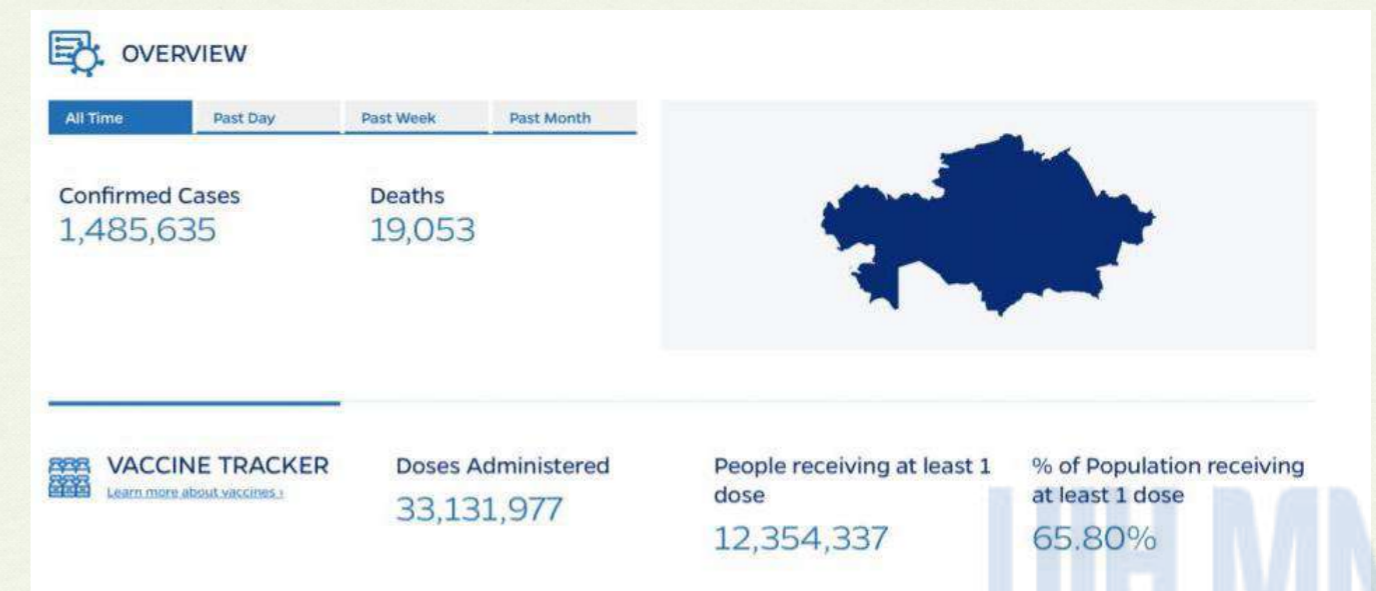 OVERVIEW
All Time Past Day Past Week Past Month
Confirmed Cases Deaths
1,485,635 19,053
VACCINE TRACKER
Learn more about vaccines ›
Doses Administered
33,131,977
People receiving at least 1
dose
12,354,337
% of Population receiving
at least 1 dose
65.80%